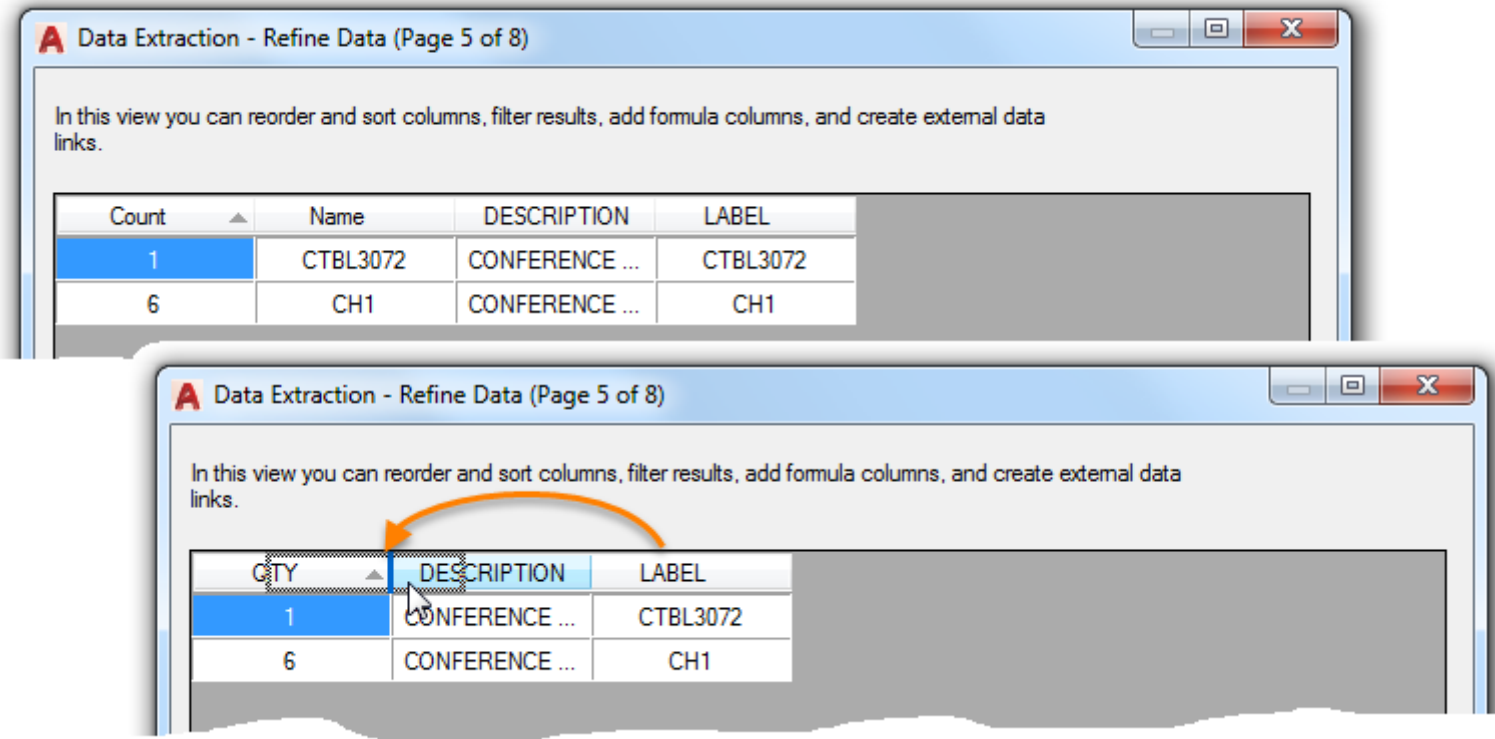 Data Extraction - Refine Data (Page 5 of 8)
In this view you can reorder and sort columns, filter results, add formula columns, and create external data
links.
Count Name DESCRIPTION LABEL
1 CTBL3072 CONFERENCE ... CTBL3072
6 CH1 CONFERENCE ... CH1
Data Extraction - Refine Data (Page 5 of 8)
In this view you can reorder and sort columns, filter results, add formula columns, and create external data
links.
QTY DESCRIPTION LABEL
1 CONFERENCE ... CTBL3072
6 CONFERENCE ... CH1